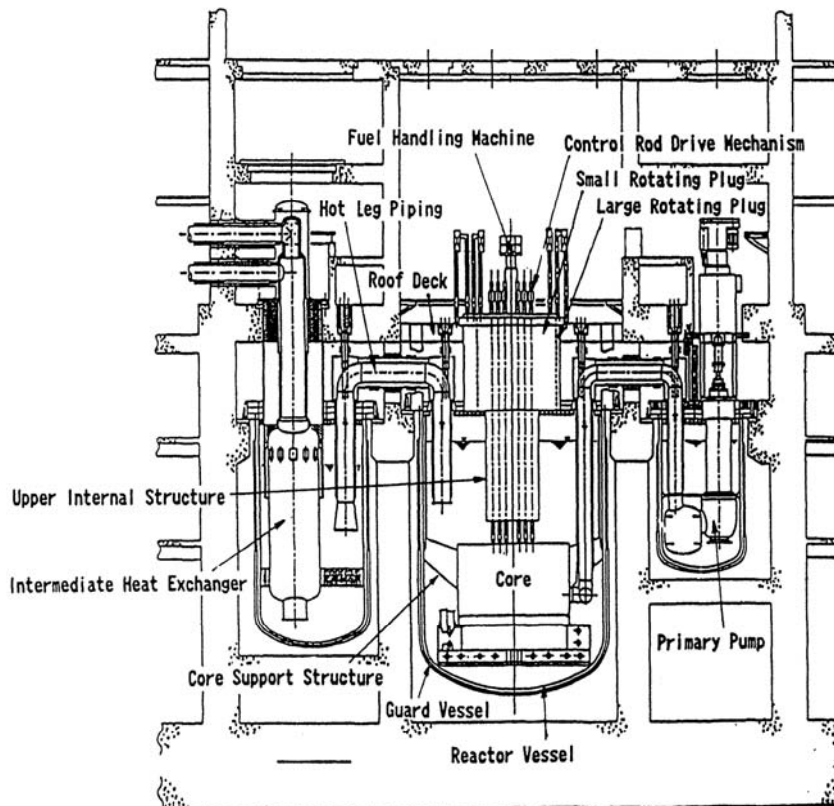 Fuel Handling Machine
Control Rod Drive Mechanism
Small Rotating Plug
Hot Leg Piping
Large Rotating Plug
Roof Deck
Upper Internal Structure
Core
Intermediate Heat Exchanger
Primary Pump
Core Support Structure
Guard Vessel
Reactor Vessel